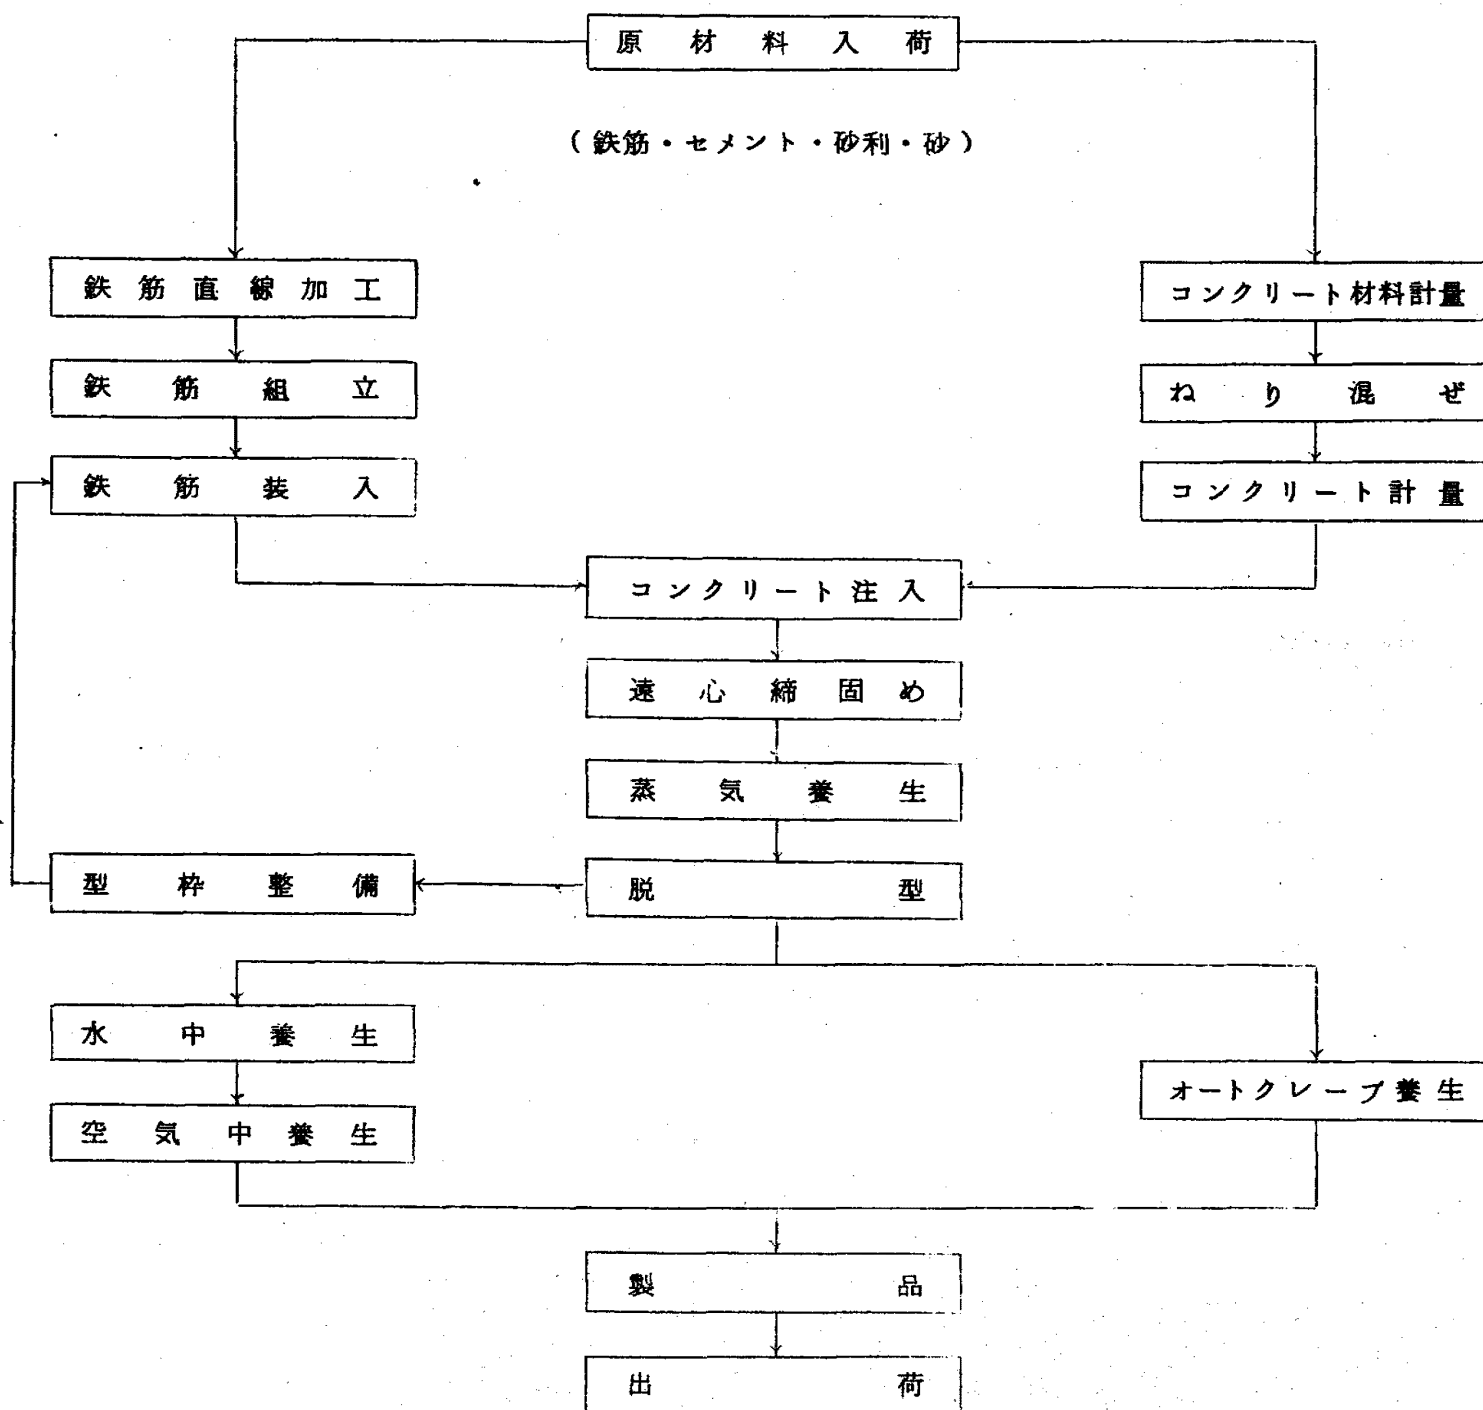 原材料入荷
(鉄筋・セメント・砂利・砂)
鉄筋直線加工
コンクリート材料計量
鉄筋組立
ねり混ぜ
鉄筋装入
コンクリート計量
コンクリート注入
遠心締固め
蒸気養生
型枠整備
脱型
水中養生
オートクレーブ養生
空気中養生
製品
出荷